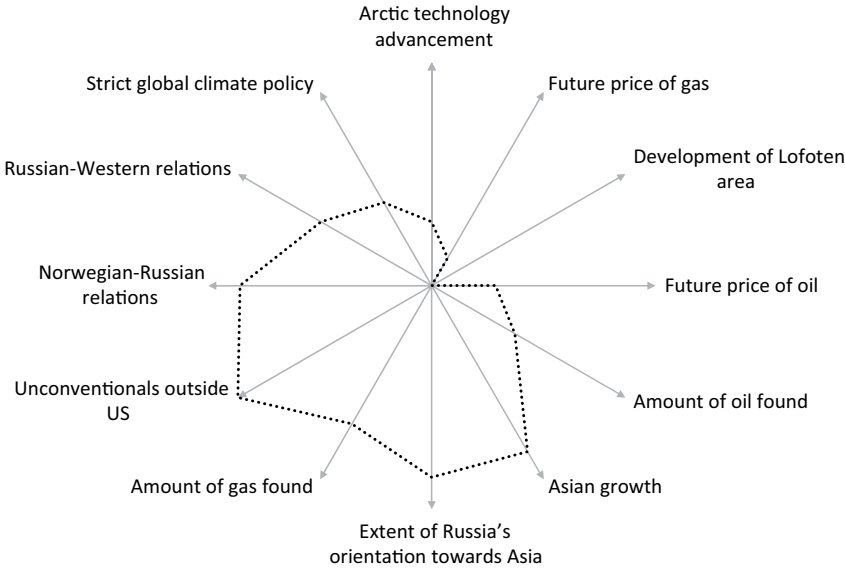 Arctic technology
advancement
Strict global climate policy
Future price of gas
Russian-Western relations
Development of Lofoten
area
Norwegian-Russian
relations
Future price of oil
Unconventionals outside
US
Amount of oil found
Amount of gas found
Asian growth
Extent of Russia's
orientation towards Asia